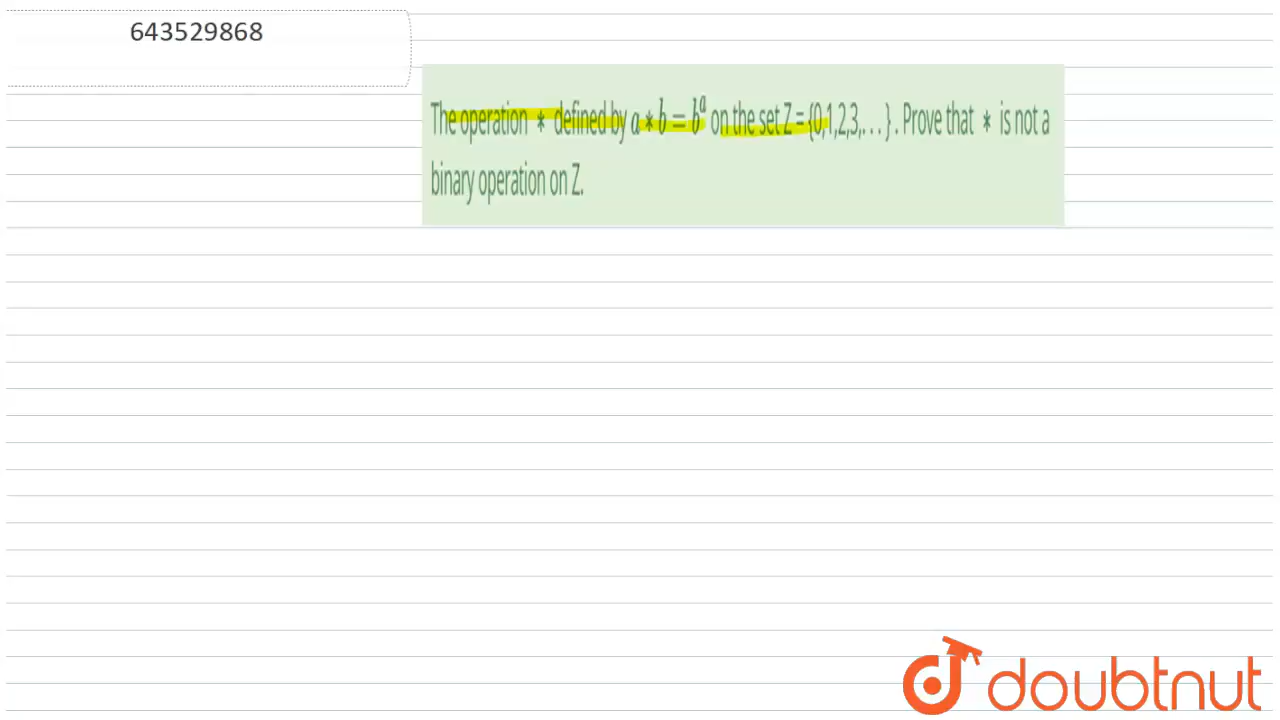 643529868
The operation * defined by a * b = b^a on the set Z = {0,1,2,3,. . . } . Prove that * is not a
binary operation on Z.
doubtnut